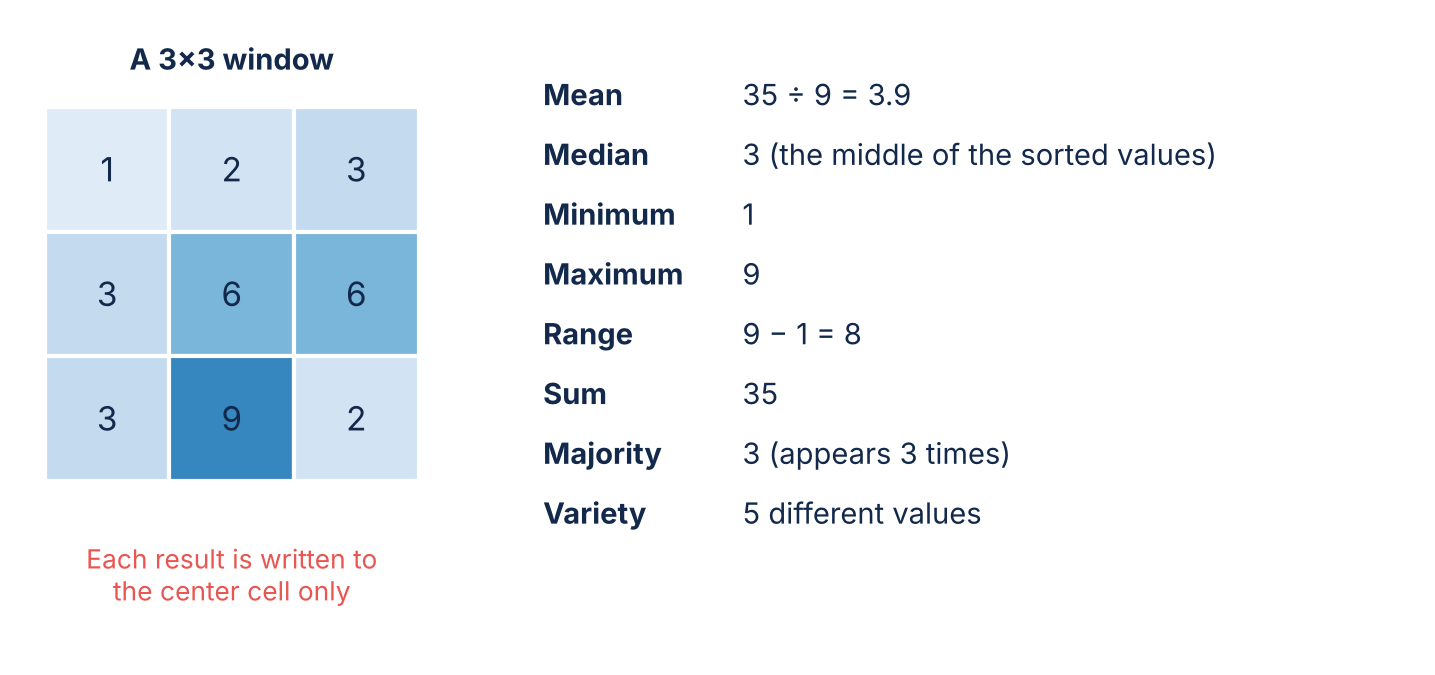 A 3×3 window
1 2 3
3 6 6
3 9 2
Each result is written to
the center cell only
Mean 35 ÷ 9 = 3.9
Median 3 (the middle of the sorted values)
Minimum 1
Maximum 9
Range 9 − 1 = 8
Sum 35
Majority 3 (appears 3 times)
Variety 5 different values